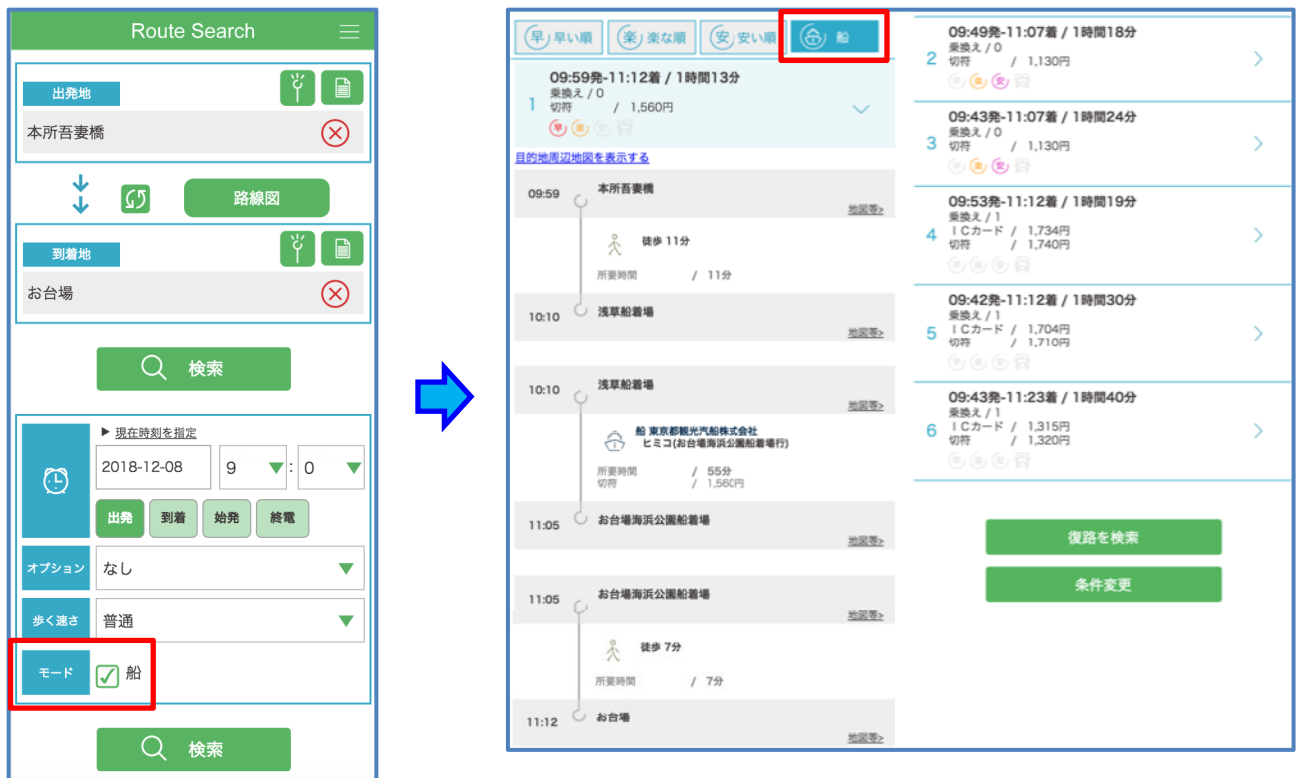 Route Search
出発地
本所吾妻橋
路線図
到着地
お台場
検索
▶ 現在時刻を指定
2018-12-08 9 : 0
出発 到着 始発 終電
オプション なし
歩く速さ 普通
モード 船
検索
早 早い順 楽 楽な順 安 安い順 船
09:59発-11:12着 / 1時間13分
乗換え / 0
1 切符 / 1,560円
早 楽 安
目的地周辺地図を表示する
09:59 本所吾妻橋
地図等>
徒歩 11分
所要時間 / 11分
10:10 浅草船着場
地図等>
10:10 浅草船着場
地図等>
船 東京都観光汽船株式会社
ヒミコ(お台場海浜公園船着場行)
所要時間 / 55分
切符 / 1,560円
11:05 お台場海浜公園船着場
地図等>
11:05 お台場海浜公園船着場
地図等>
徒歩 7分
所要時間 / 7分
11:12 お台場
地図等>
09:49発-11:07着 / 1時間18分
乗換え / 0
2 切符 / 1,130円
早 楽 安
09:43発-11:07着 / 1時間24分
乗換え / 0
3 切符 / 1,130円
早 楽 安
09:53発-11:12着 / 1時間19分
乗換え / 1
4 ICカード / 1,734円
切符 / 1,740円
早 楽 安
09:42発-11:12着 / 1時間30分
乗換え / 1
5 ICカード / 1,704円
切符 / 1,710円
早 楽 安
09:43発-11:23着 / 1時間40分
乗換え / 1
6 ICカード / 1,315円
切符 / 1,320円
早 楽 安
復路を検索
条件変更